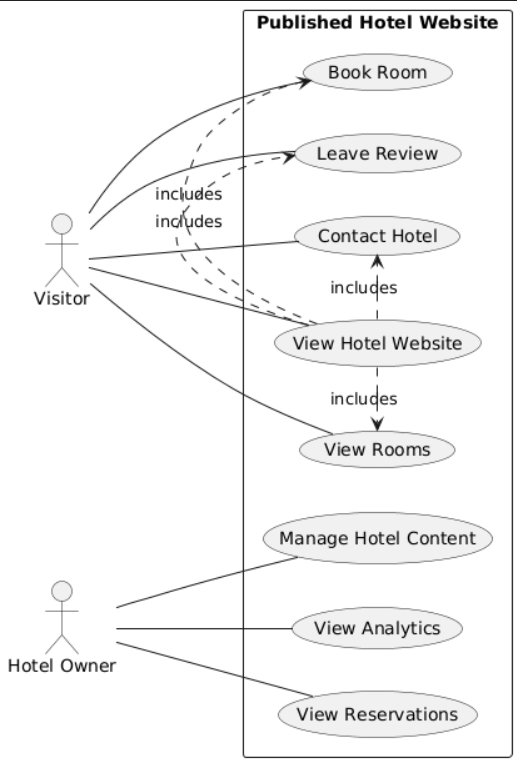 Published Hotel Website
Book Room
Leave Review
includes
includes
Contact Hotel
includes
Visitor
View Hotel Website
includes
View Rooms
Manage Hotel Content
View Analytics
Hotel Owner
View Reservations